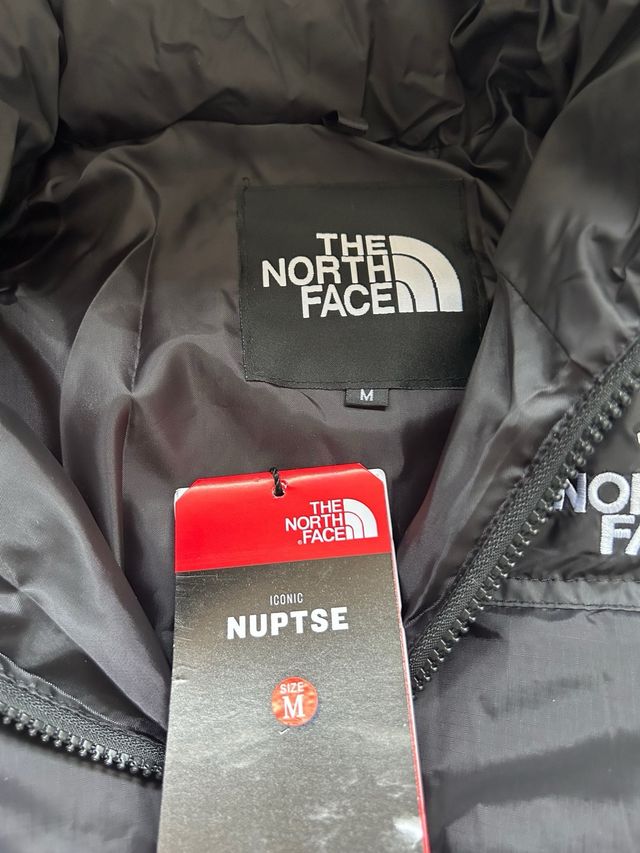 THE
NORTH
FACE
M
THE
NORTH
FACE
ICONIC
NUPTSE
SIZE
M